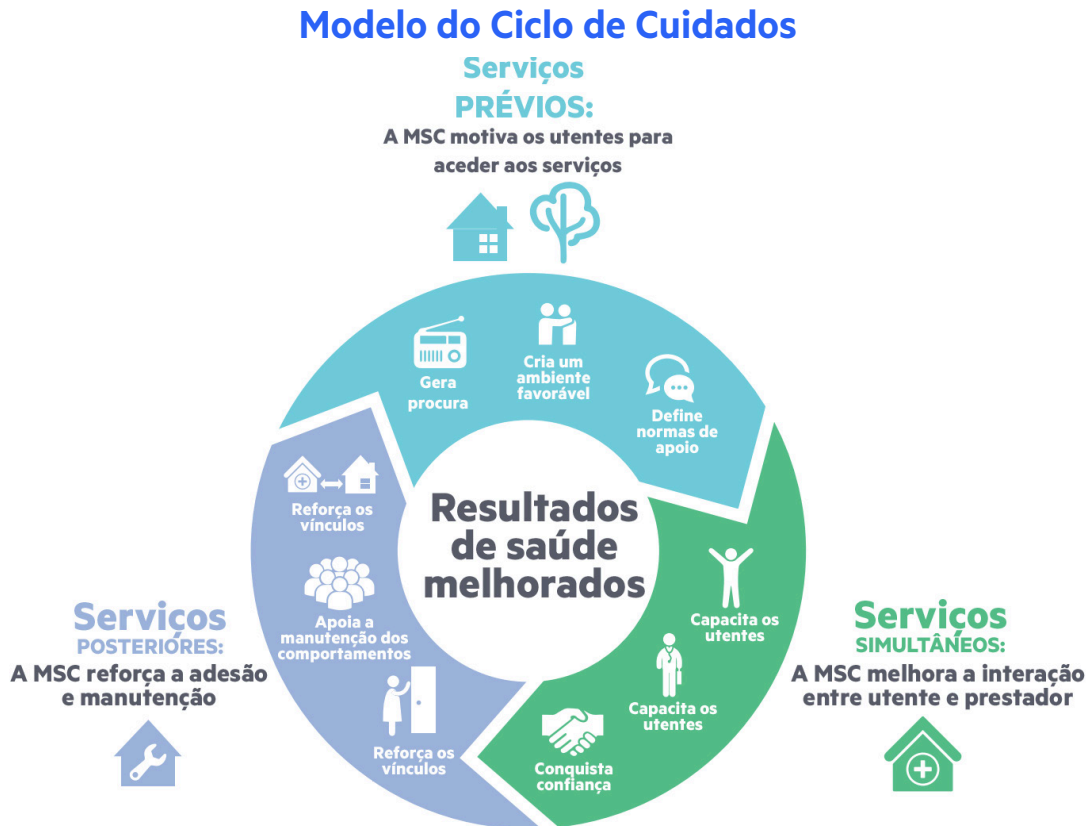 Modelo do Ciclo de Cuidados
Serviços
PRÉVIOS:
A MSC motiva os utentes para
aceder aos serviços
Gera
procura
Cria um
ambiente
favorável
Define
normas de
apoio
Resultados
de saúde
melhorados
Capacita os
utentes
Capacita os
utentes
Conquista
confiança
Serviços
SIMULTÂNEOS:
A MSC melhora a interação
entre utente e prestador
Reforça os
vínculos
Apoia a
manutenção dos
comportamentos
Reforça os
vínculos
Serviços
POSTERIÓRES:
A MSC reforça a adesão
e manutenção